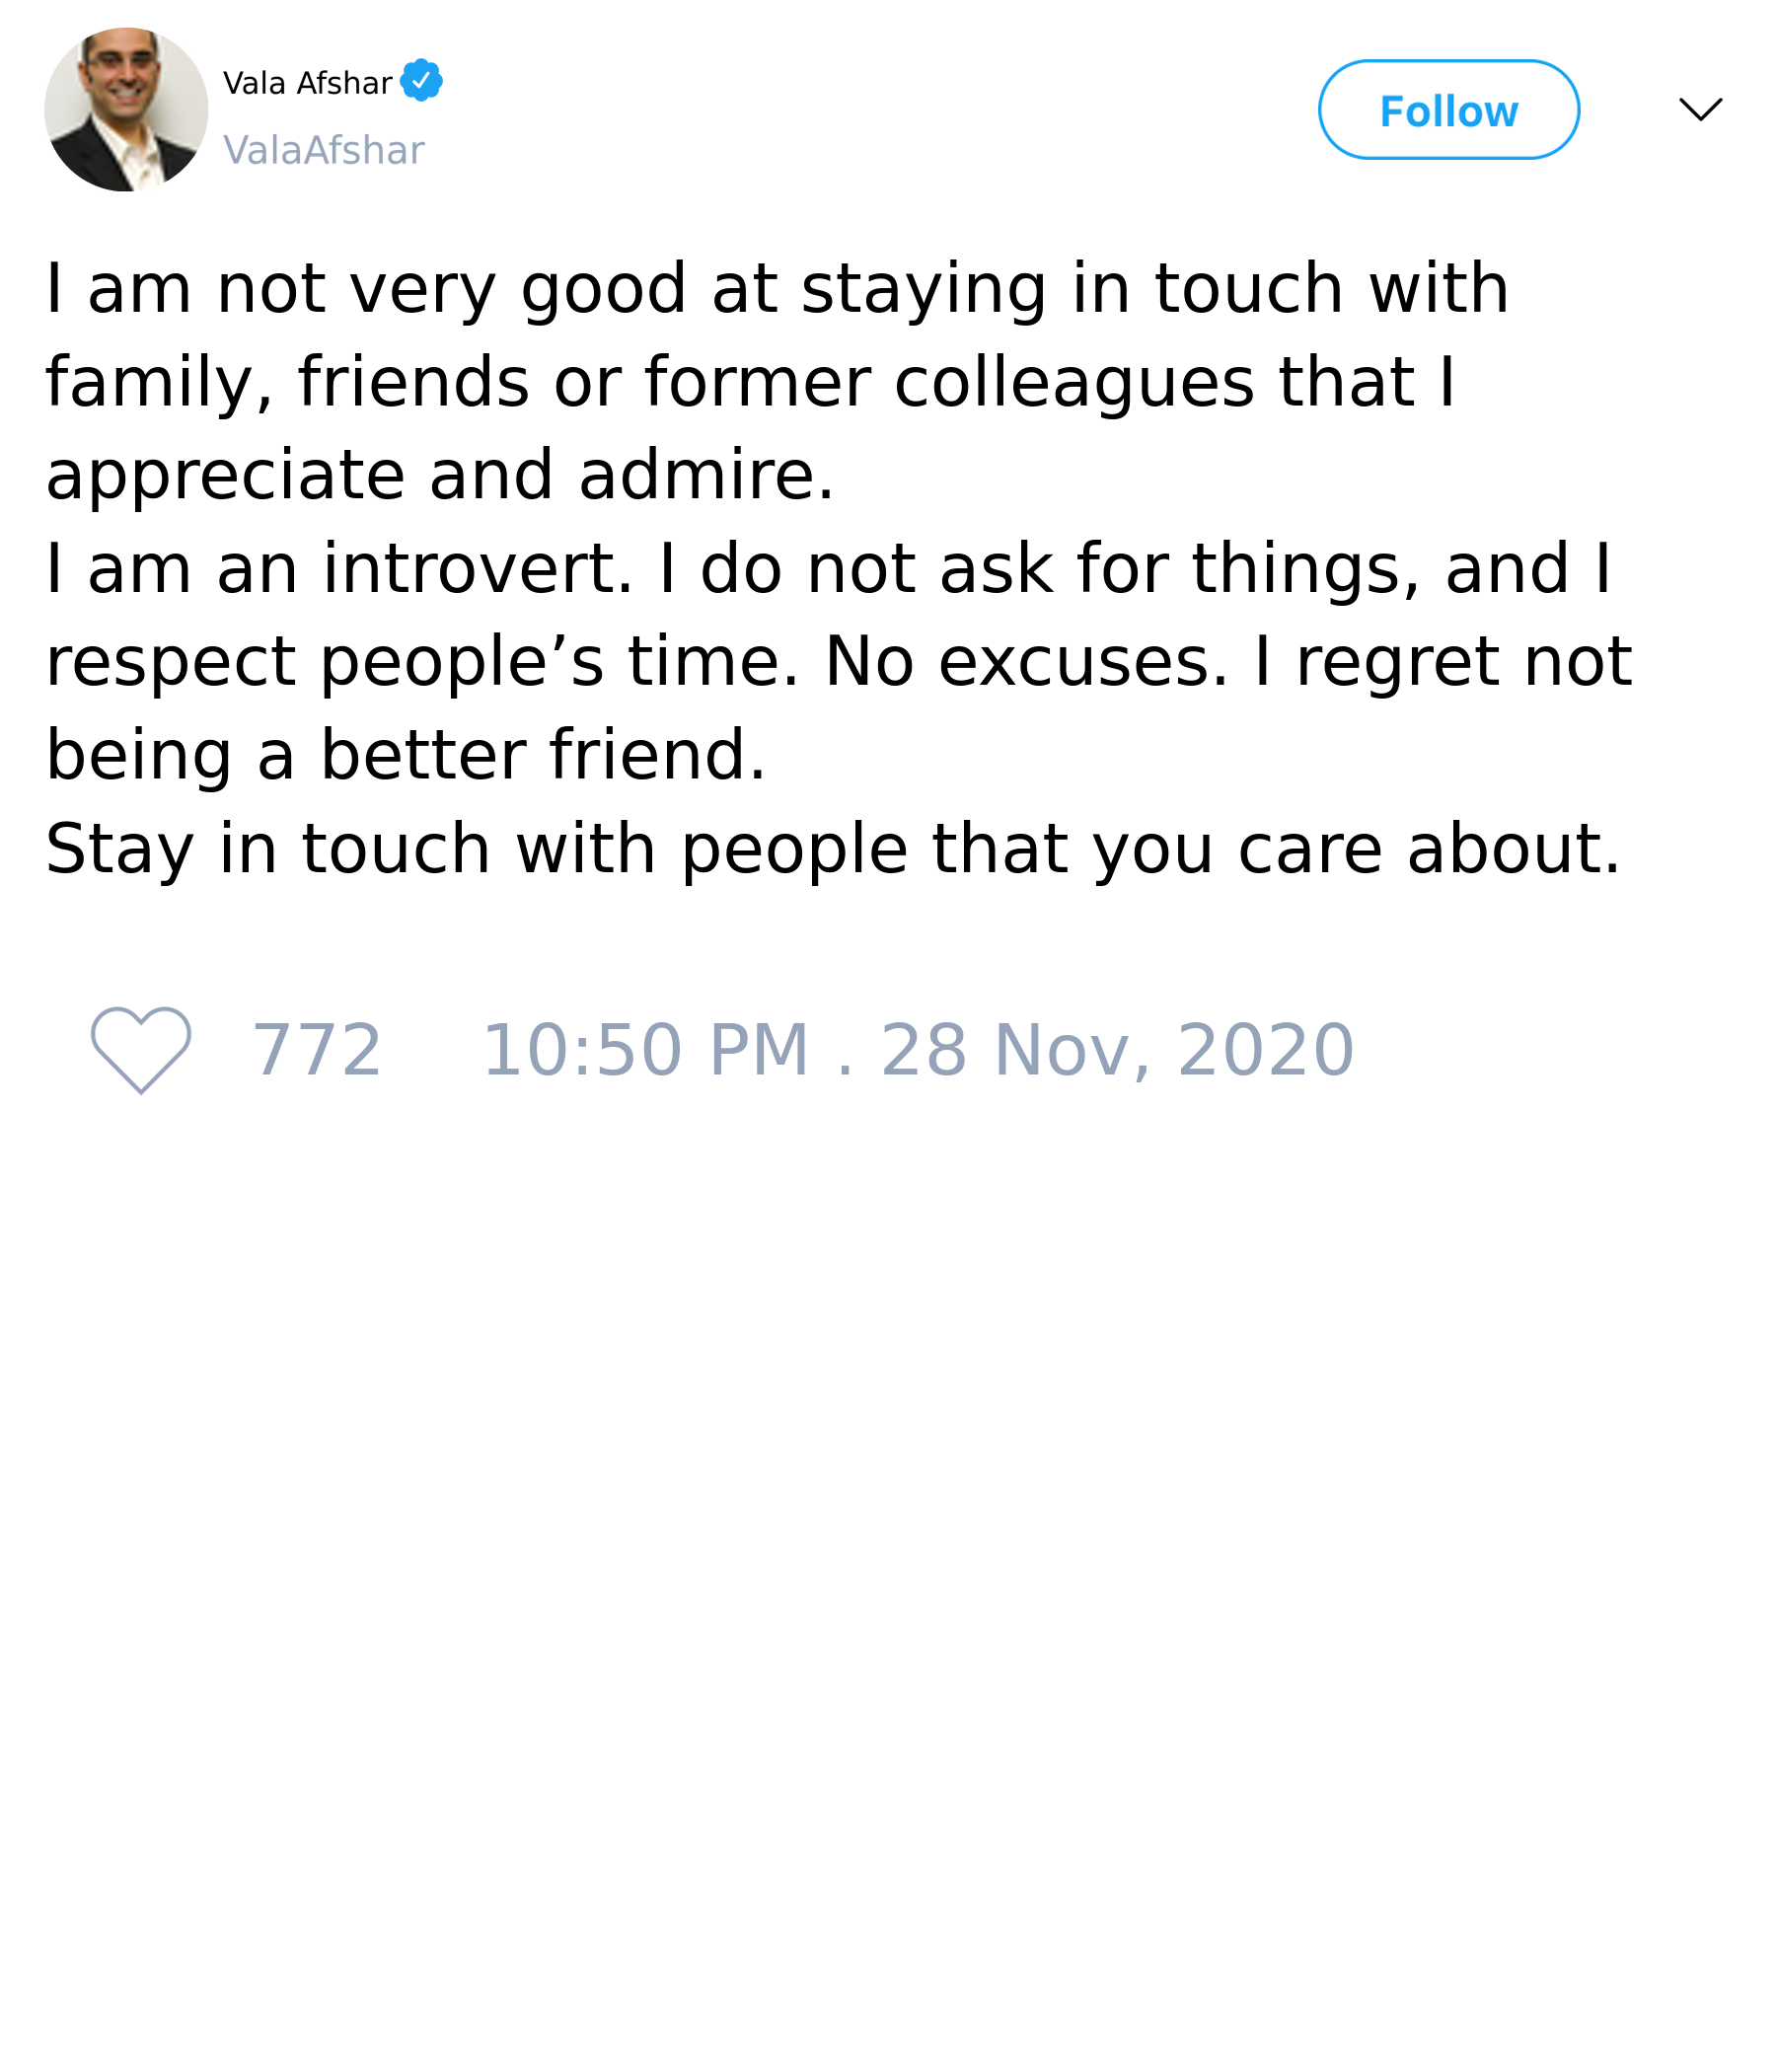 Vala Afshar
ValaAfshar
Follow
I am not very good at staying in touch with
family, friends or former colleagues that I
appreciate and admire.
I am an introvert. I do not ask for things, and I
respect people’s time. No excuses. I regret not
being a better friend.
Stay in touch with people that you care about.
772 10:50 PM . 28 Nov, 2020